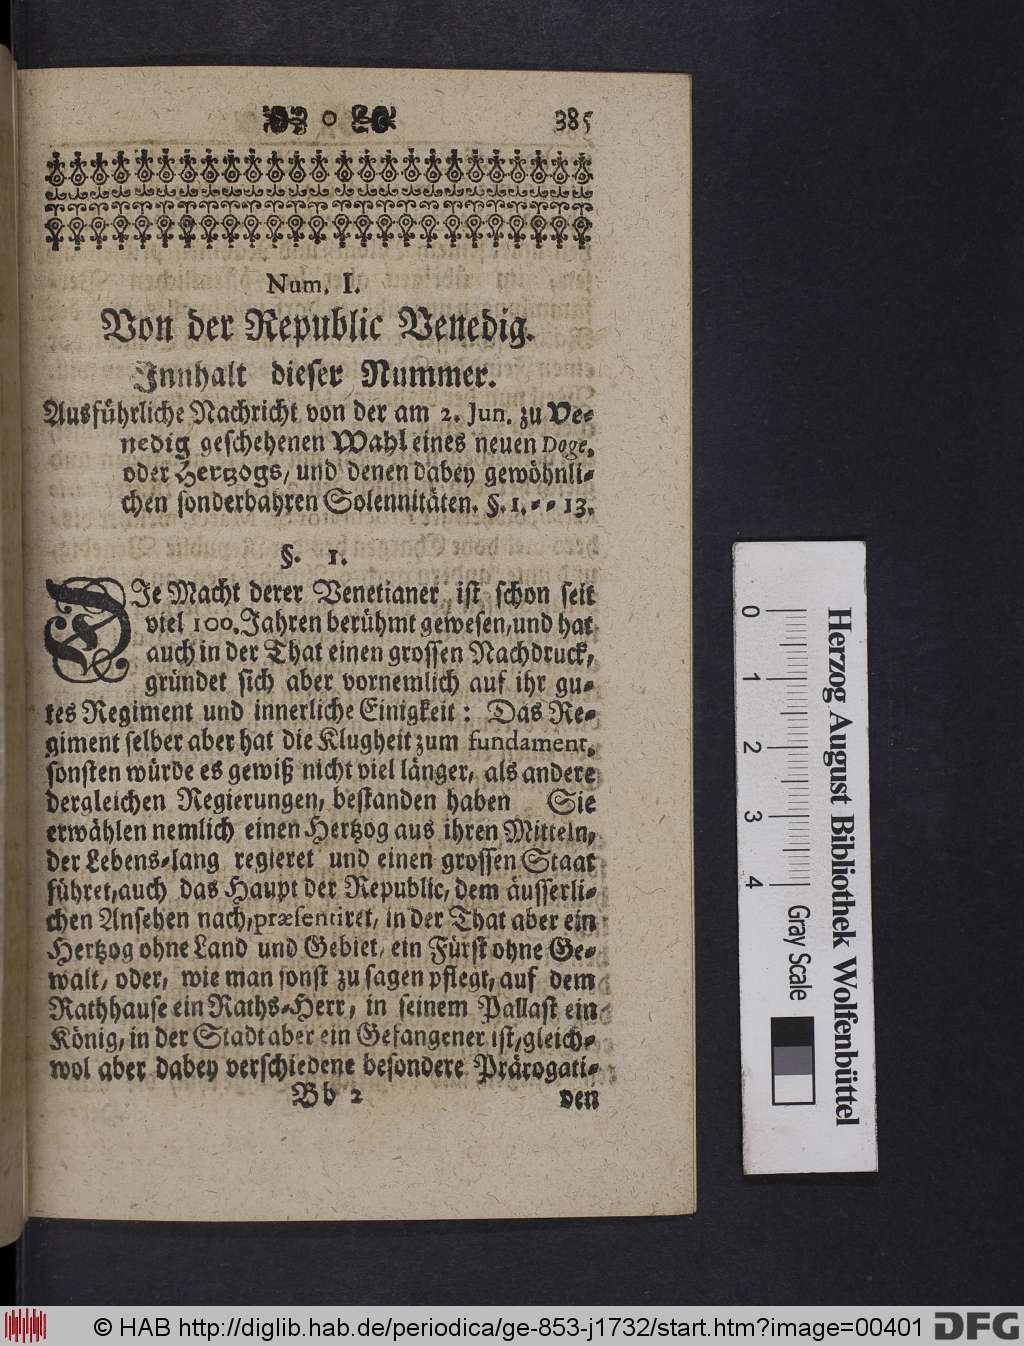 385
Num. I.
Von der Republic Venedig.
Innhalt dieser Nummer.
Ausführliche Nachricht von der am 2. Jun. zu Ve-
nedig geschehenen Wahl eines neuen Doge,
oder Hertzogs, und denen dabey gewöhnli-
chen sonderbahren Solennitäten. §. 1. - - 13.
§. 1.
DIe Macht derer Venetianer ist schon seit
viel 100. Jahren berühmt gewesen, und hat
auch in der That einen grossen Nachdruck,
gründet sich aber vornemlich auf ihr gu-
tes Regiment und innerliche Einigkeit: Das Re-
giment selber aber hat die Klugheit zum fundament,
sonsten würde es gewiß nicht viel länger, als andere
dergleichen Regierungen, bestanden haben Sie
erwählen nemlich einen Hertzog aus ihren Mitteln,
der Lebens-lang regieret und einen grossen Staat
führet, auch das Haupt der Republic, dem äusserli-
chen Ansehen nach, præsentiret, in der That aber ein
Hertzog ohne Land und Gebiet, ein Fürst ohne Ge-
walt, oder, wie man sonst zu sagen pflegt, auf dem
Rathhause ein Raths-Herr, in seinem Pallast ein
König, in der Stadt aber ein Gefangener ist, gleich-
wol aber dabey verschiedene besondere Prärogati-
Bb 2 ven
0 1 2 3 4
Gray Scale
Herzog August Bibliothek Wolfenbüttel
© HAB http://diglib.hab.de/periodica/ge-853-j1732/start.htm?image=00401
DFG